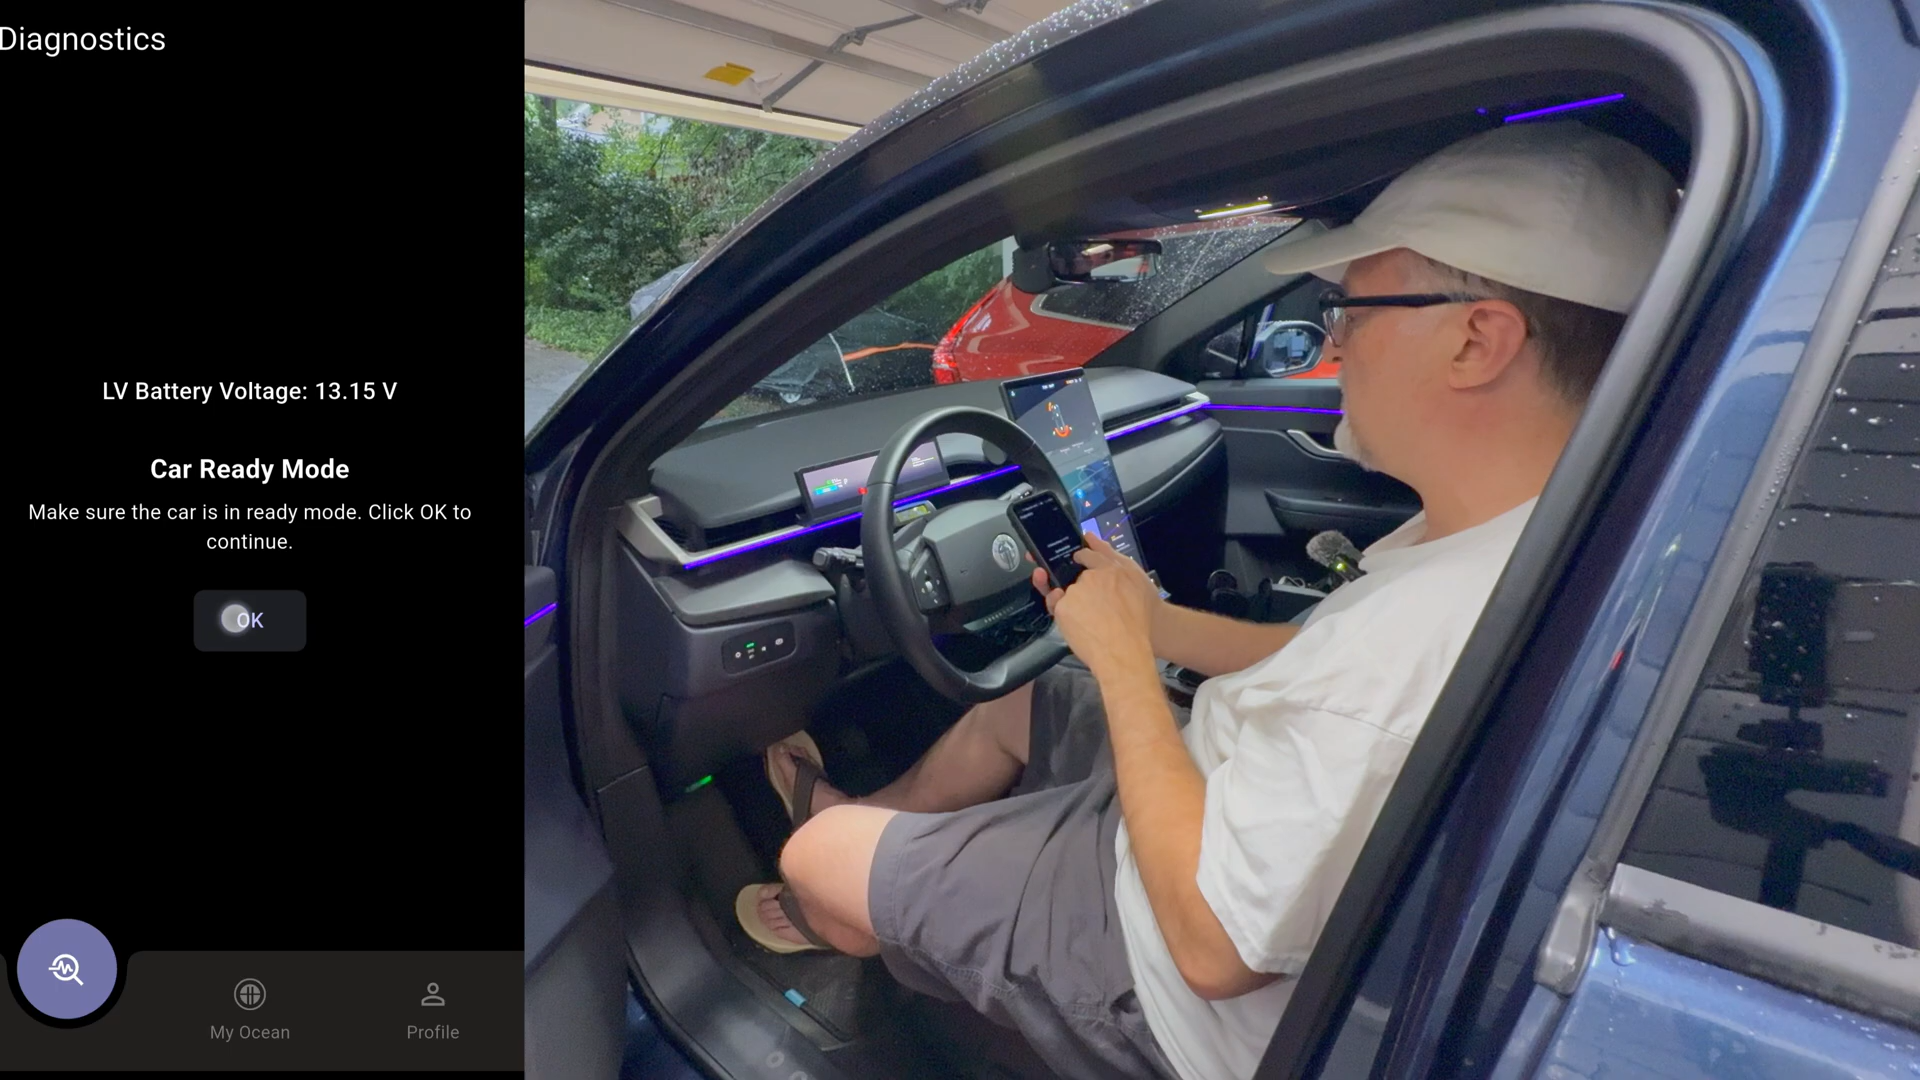 Diagnostics
LV Battery Voltage: 13.15 V
Car Ready Mode
Make sure the car is in ready mode. Click OK to
continue.
OK
My Ocean
Profile